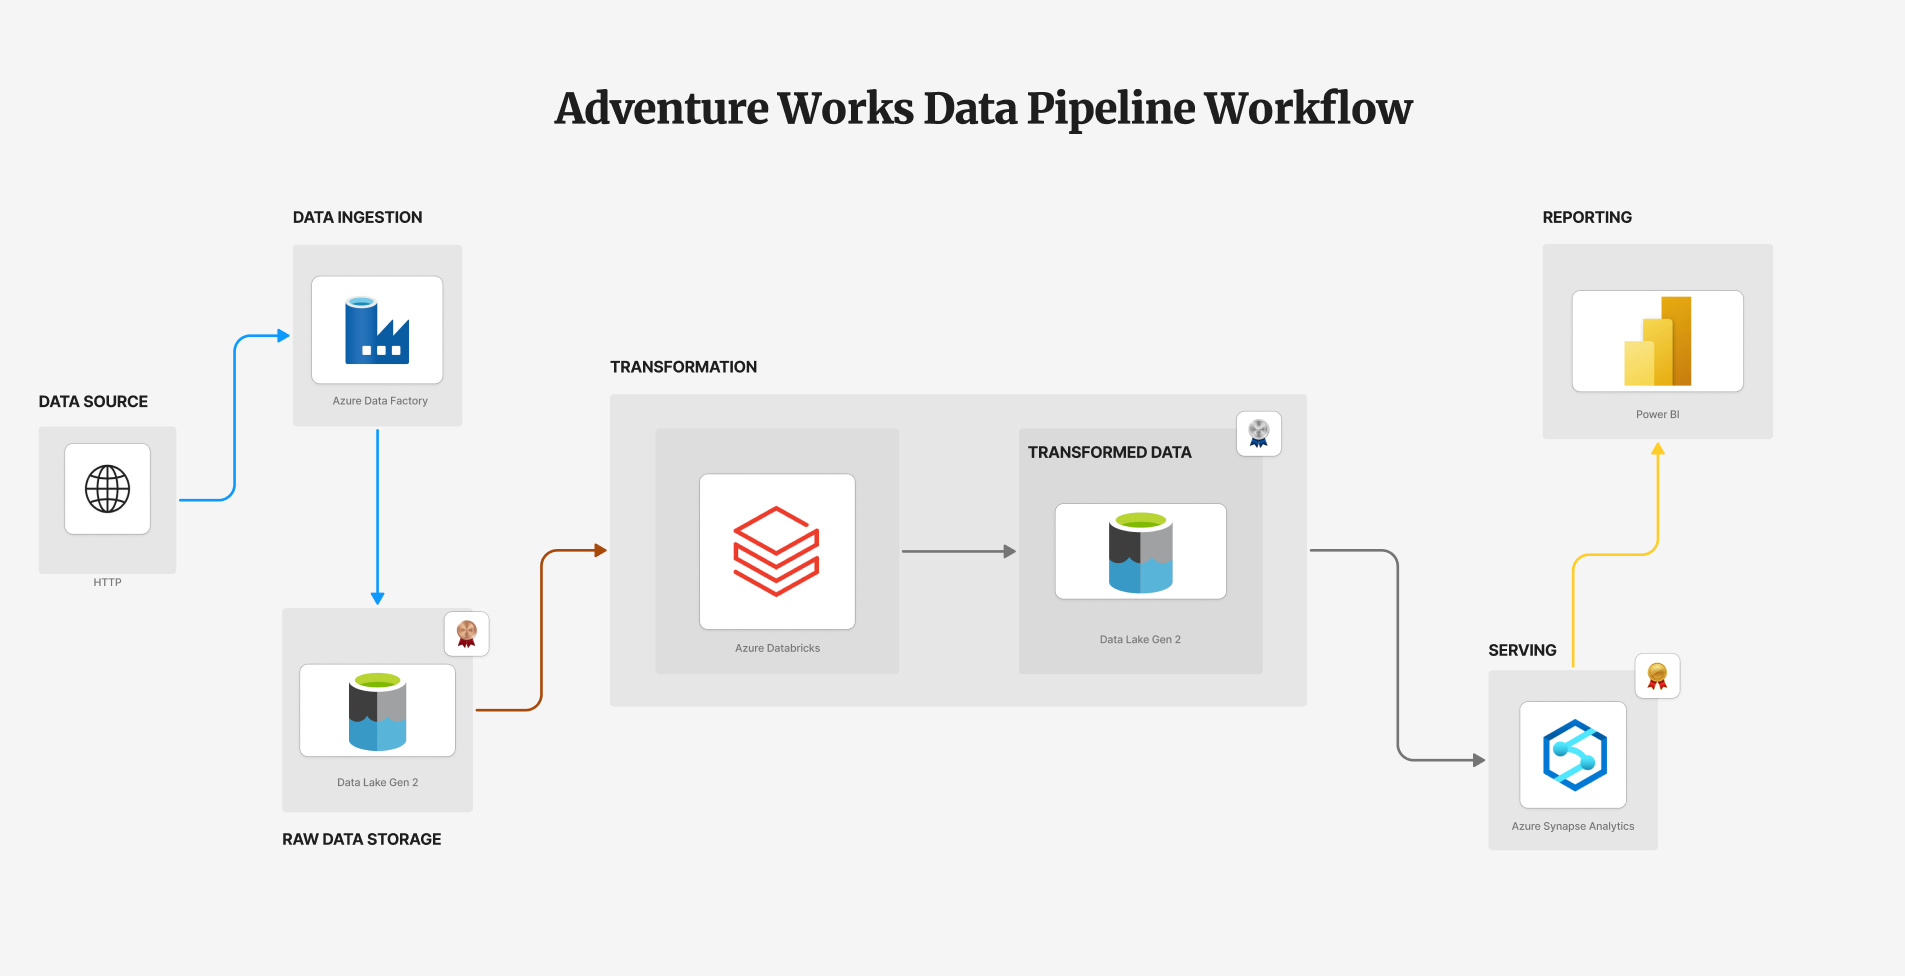 Adventure Works Data Pipeline Workflow
DATA SOURCE
HTTP
DATA INGESTION
Azure Data Factory
Data Lake Gen 2
RAW DATA STORAGE
TRANSFORMATION
Azure Databricks
TRANSFORMED DATA
Data Lake Gen 2
SERVING
Azure Synapse Analytics
REPORTING
Power BI